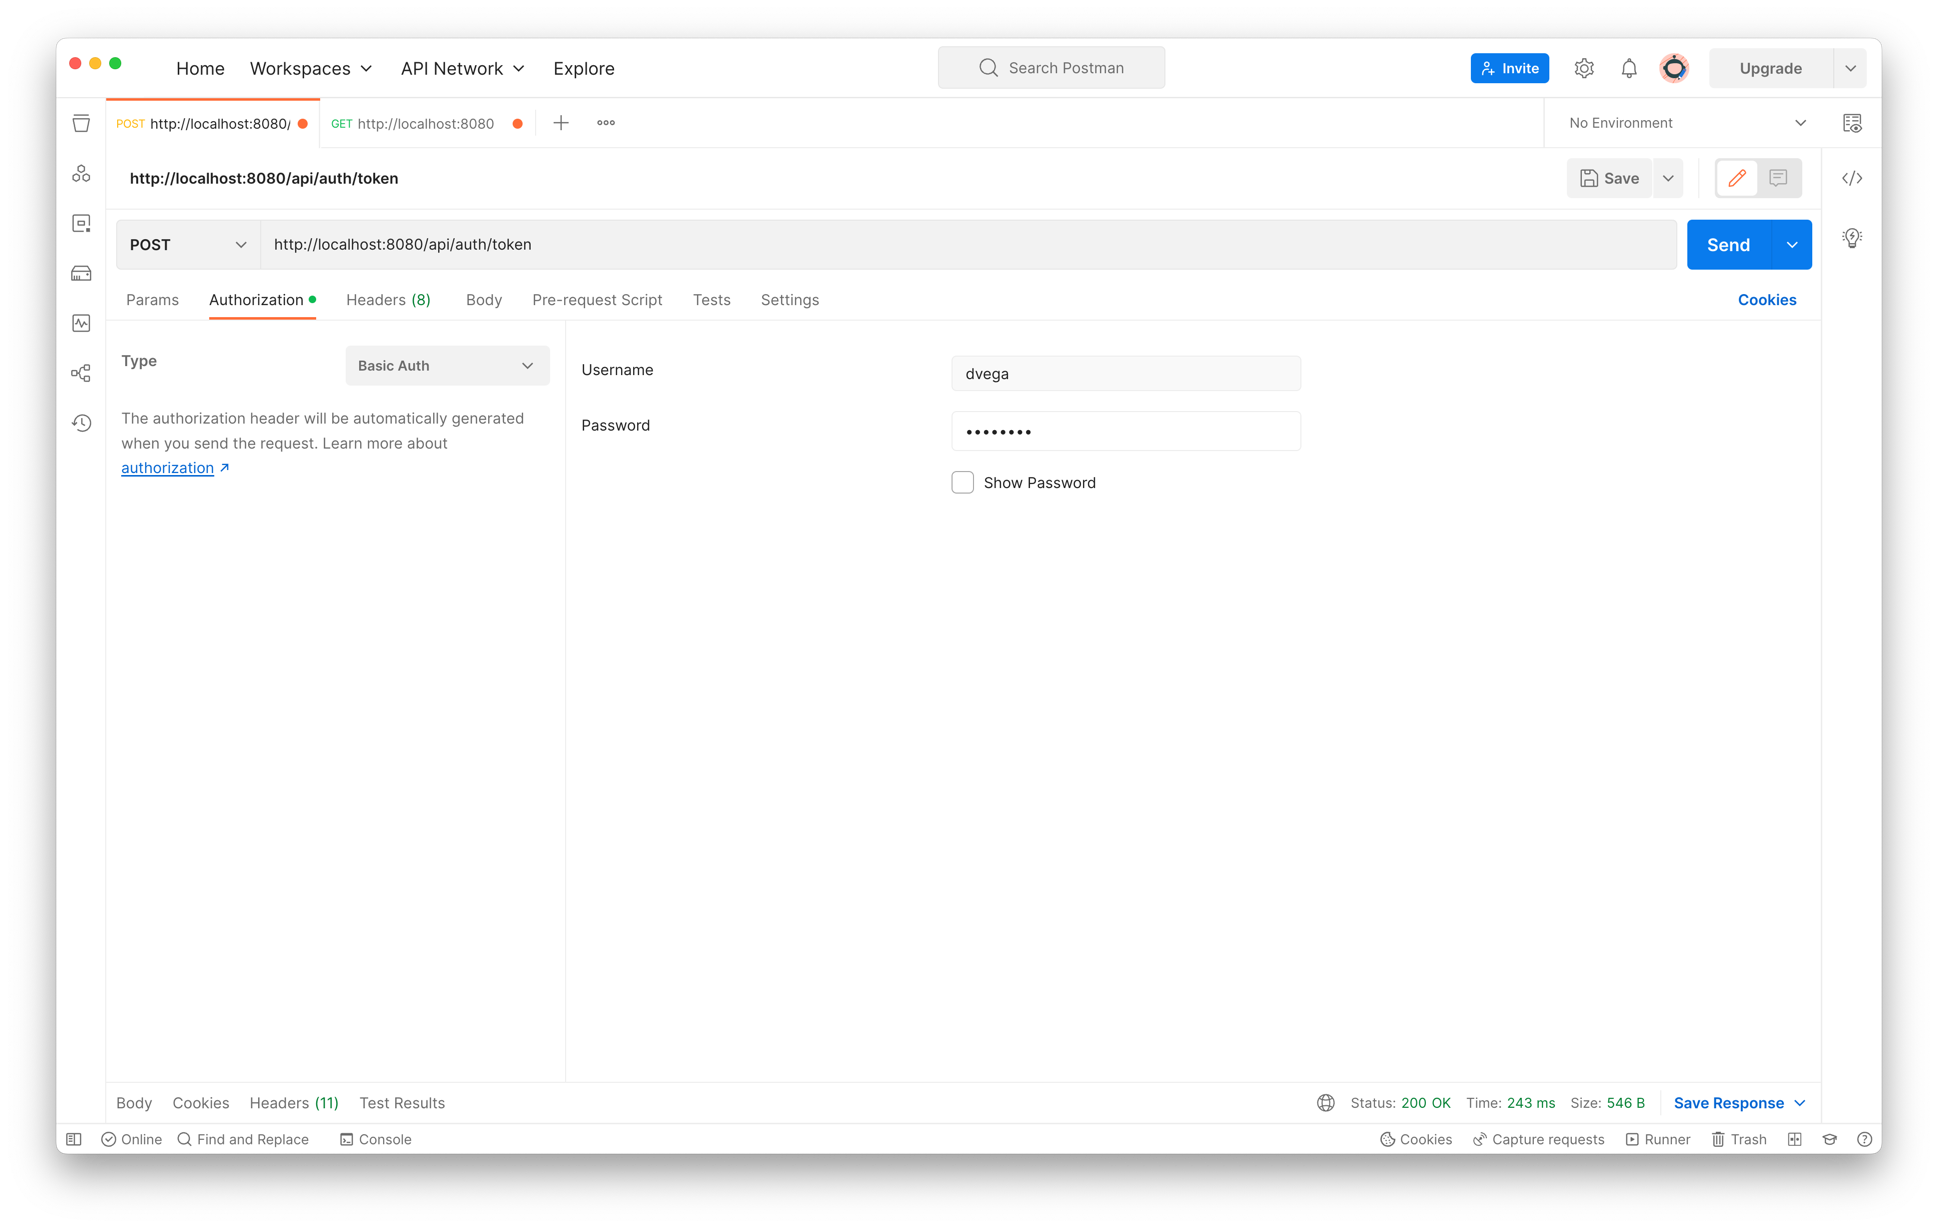 Home Workspaces API Network Explore Search Postman Invite Upgrade
POST http://localhost:8080/ GET http://localhost:8080 No Environment
http://localhost:8080/api/auth/token Save
POST http://localhost:8080/api/auth/token Send
Params Authorization Headers (8) Body Pre-request Script Tests Settings Cookies
Type Basic Auth
The authorization header will be automatically generated
when you send the request. Learn more about
authorization ↗
Username dvega
Password ••••••••
Show Password
Body Cookies Headers (11) Test Results Status: 200 OK Time: 243 ms Size: 546 B Save Response
Online Find and Replace Console Cookies Capture requests Runner Trash